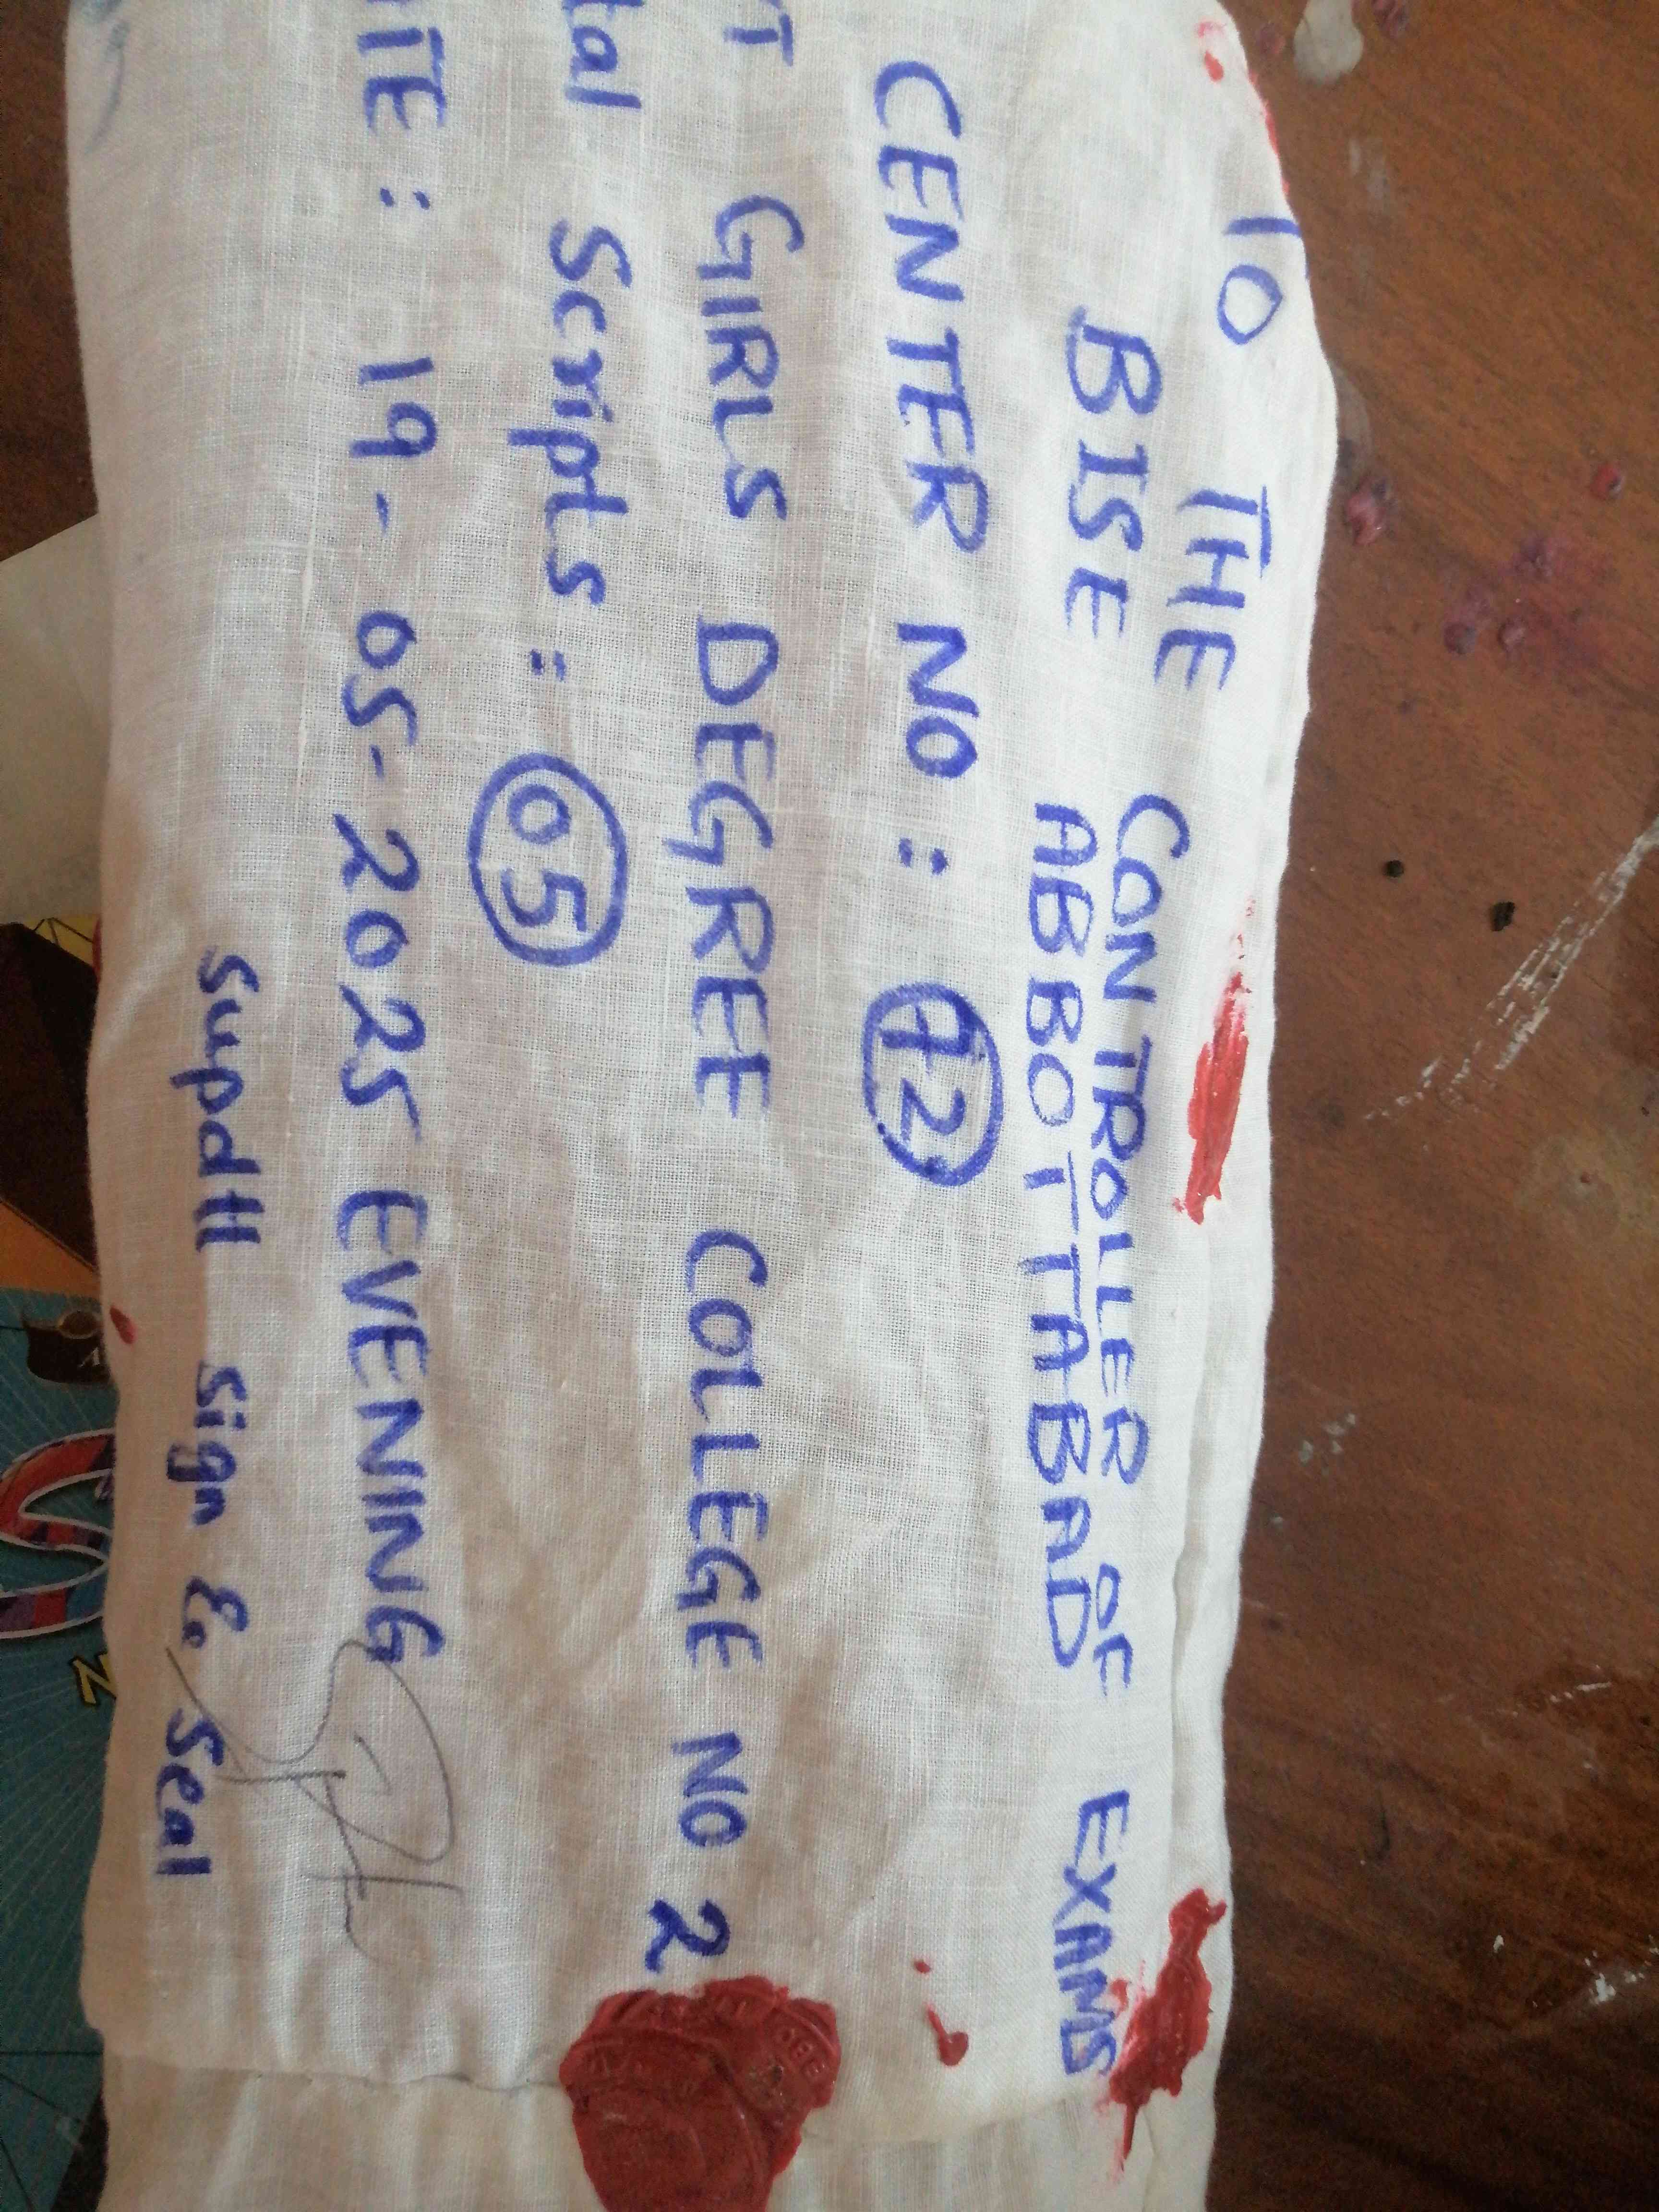 TO
THE CONTROLLER OF EXAMS
BISE ABBOTTABAD
CENTER NO: 72
T GIRLS DEGREE COLLEGE NO 2
tal Scripts: 05
TE: 19-05-2025 EVENING
Supdtt Sign & Seal